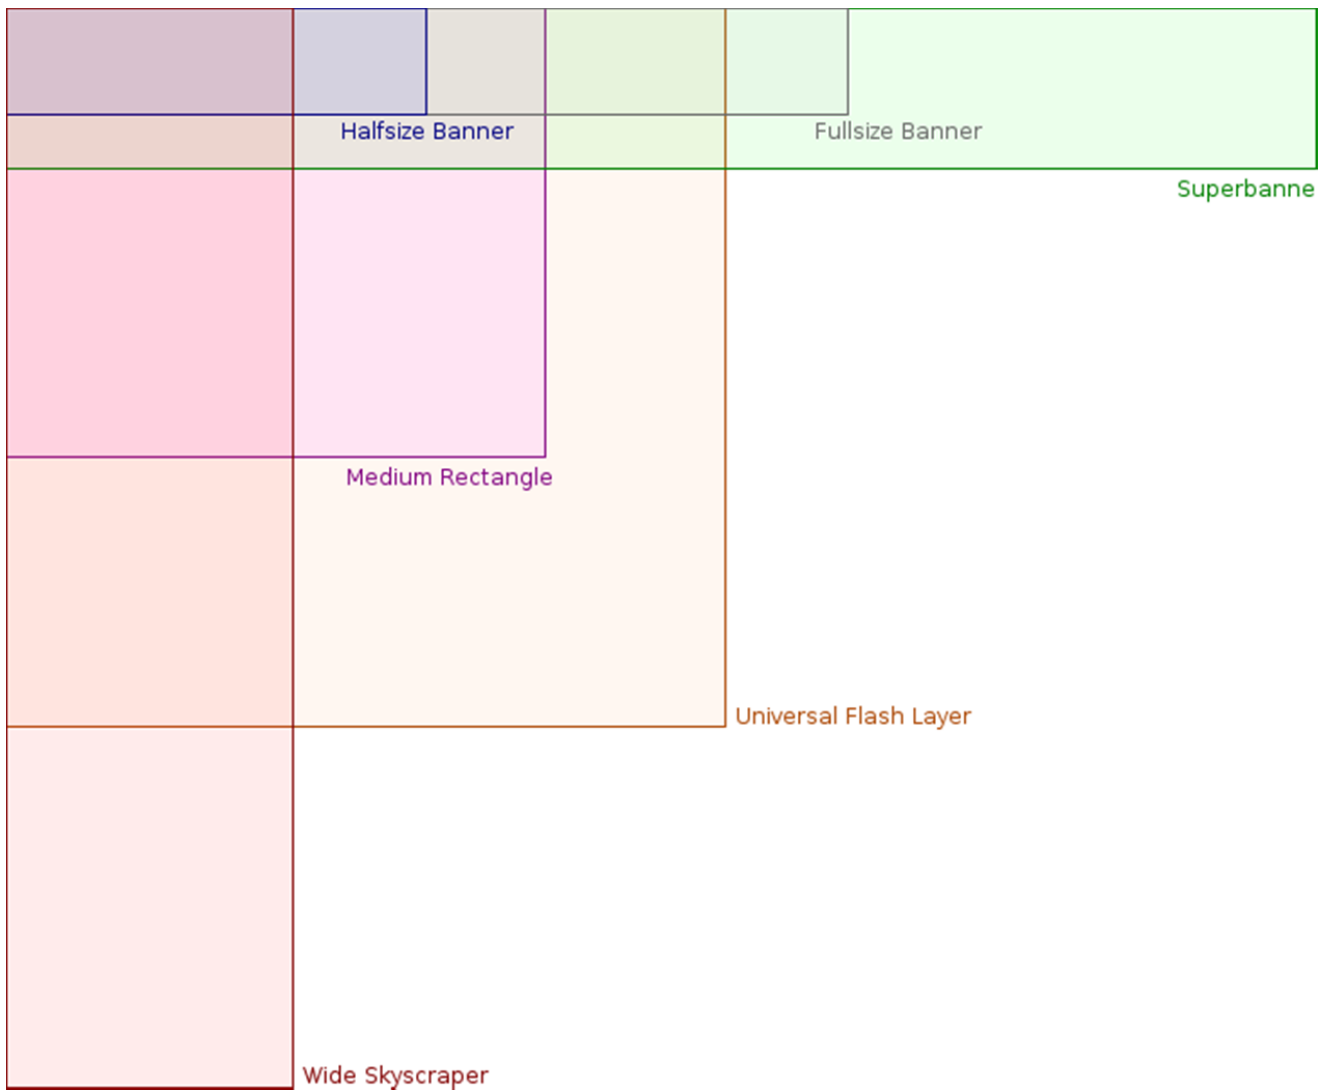 Halfsize Banner
Fullsize Banner
Superbanne
Medium Rectangle
Universal Flash Layer
Wide Skyscraper